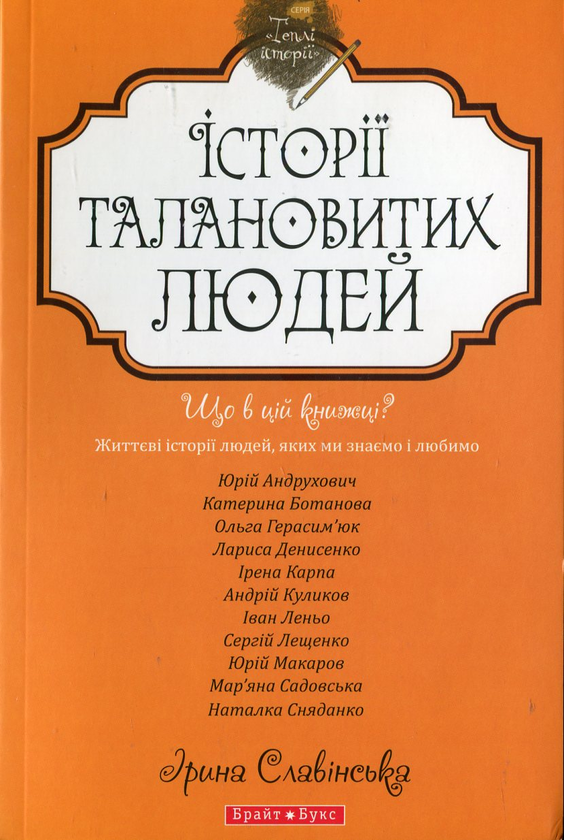 СЕРІЯ
«Теплі
історії»
ІСТОРІЇ
ТАЛАНОВИТИХ
ЛЮДЕЙ
Що в цій книжці?
Життєві історії людей, яких ми знаємо і любимо
Юрій Андрухович
Катерина Ботанова
Ольга Герасим'юк
Лариса Денисенко
Ірена Карпа
Андрій Куликов
Іван Леньо
Сергій Лещенко
Юрій Макаров
Мар'яна Садовська
Наталка Сняданко
Ірина Славінська
Брайт Букс